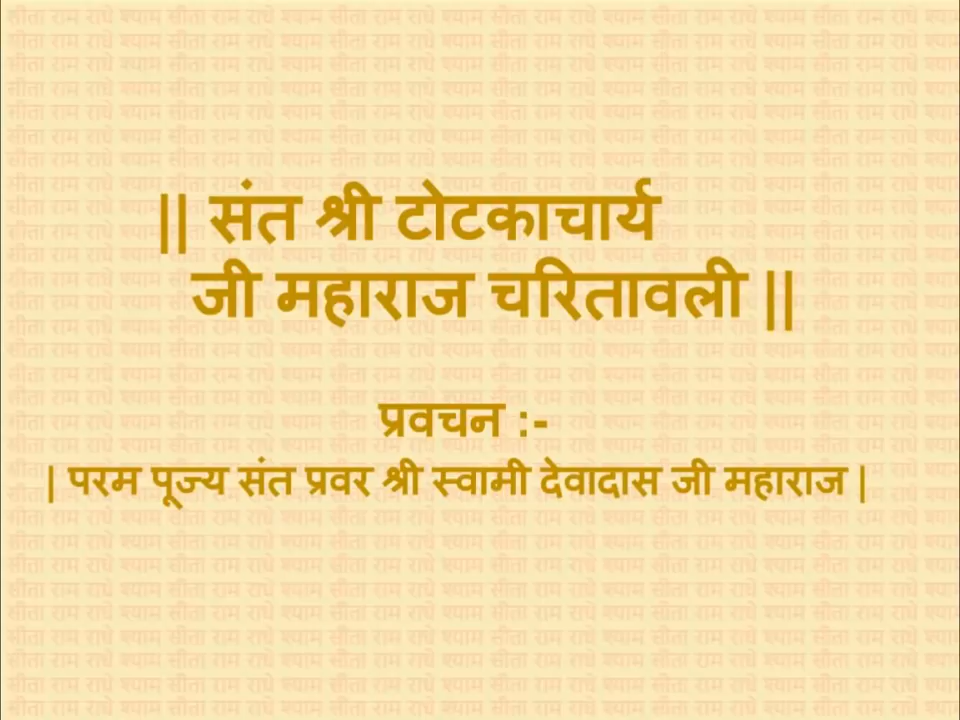 || संत श्री टोटकाचार्य
जी महाराज चरितावली ||
प्रवचन :-
| परम पूज्य संत प्रवर श्री स्वामी देवादास जी महाराज |
सीता राम राधे श्याम सीता राम राधे श्याम सीता राम राधे श्याम सीता राम राधे श्याम सीता राम राधे श्याम सीता राम राधे श्याम